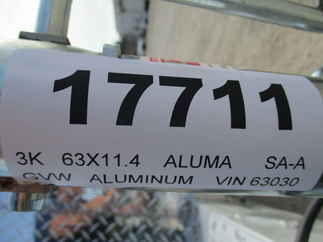 17711
3K 63X11.4 ALUMA SA-A
GVW ALUMINUM VIN 63030